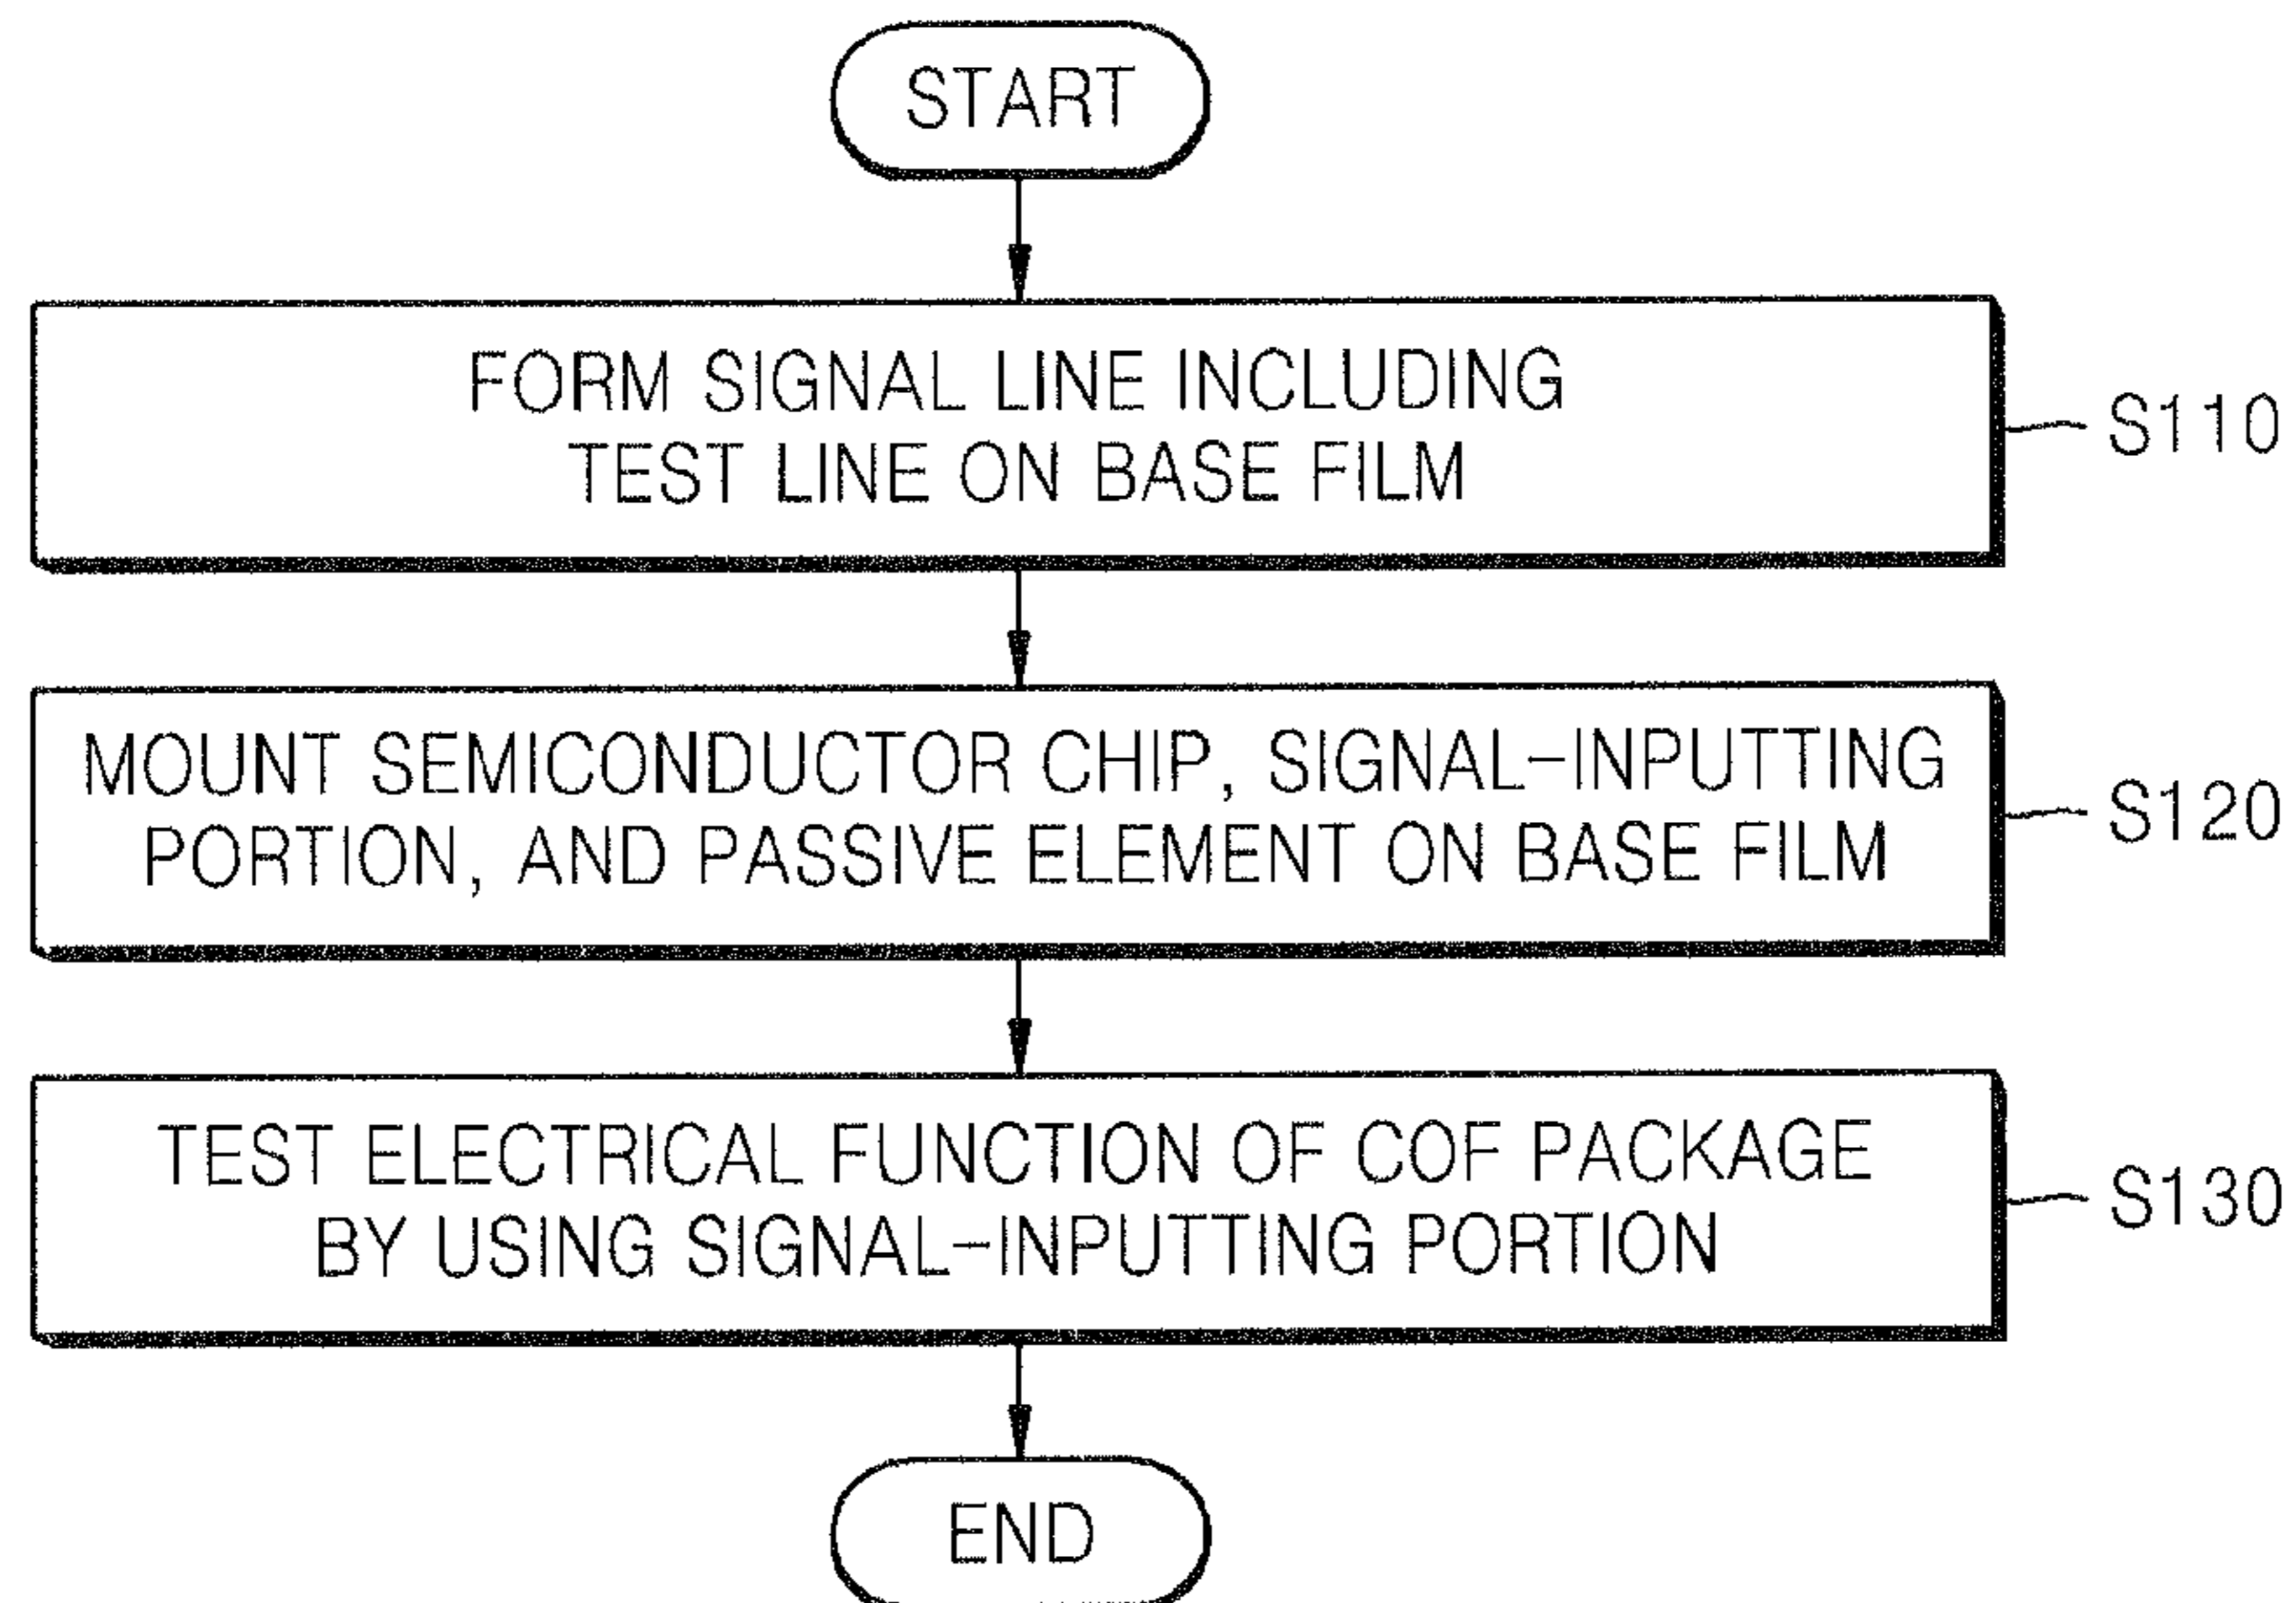 START
FORM SIGNAL LINE INCLUDING
TEST LINE ON BASE FILM
S110
MOUNT SEMICONDUCTOR CHIP, SIGNAL-INPUTTING
PORTION, AND PASSIVE ELEMENT ON BASE FILM
S120
TEST ELECTRICAL FUNCTION OF COF PACKAGE
BY USING SIGNAL-INPUTTING PORTION
S130
END